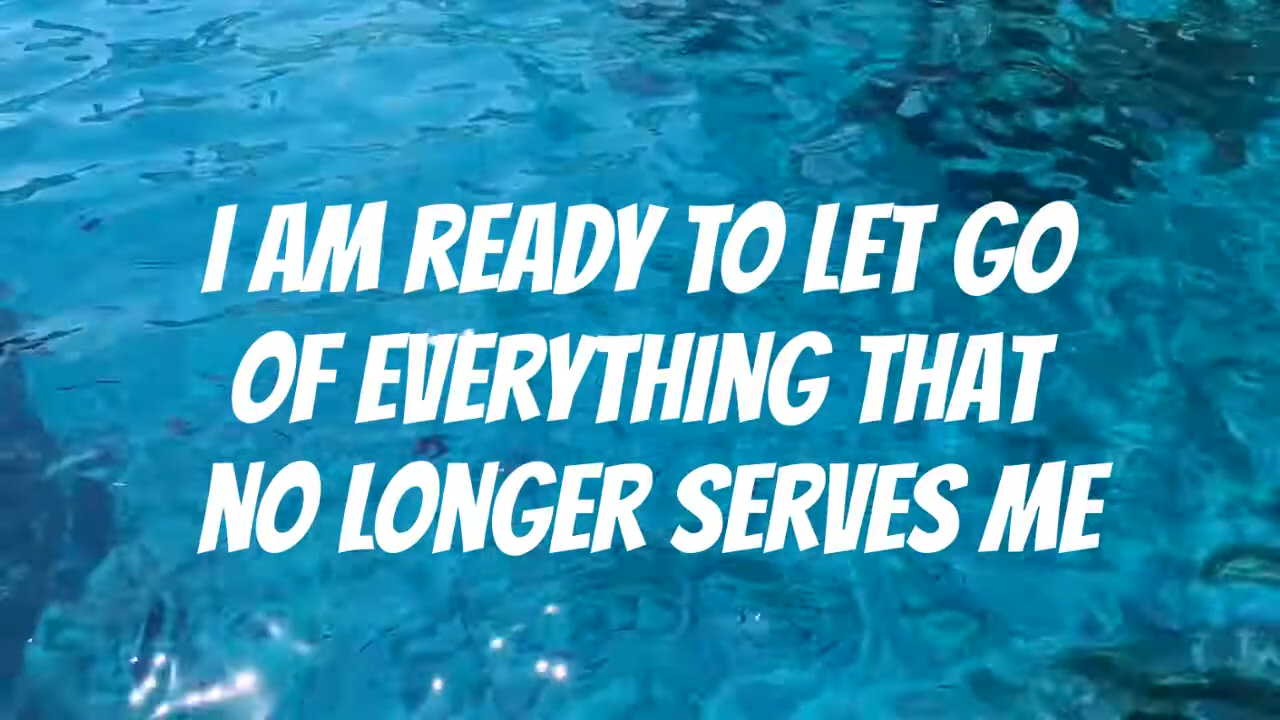 I AM READY TO LET GO
OF EVERYTHING THAT
NO LONGER SERVES ME